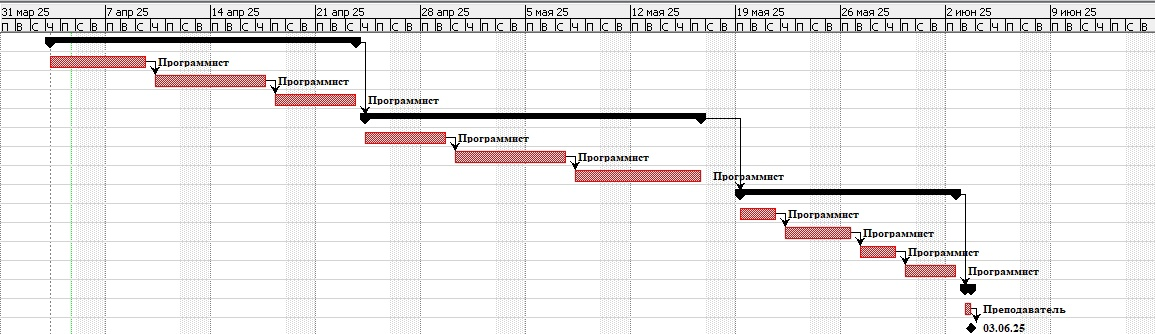 31 мар 25 7 апр 25 14 апр 25 21 апр 25 28 апр 25 5 мая 25 12 мая 25 19 мая 25 26 мая 25 2 июн 25 9 июн 25
П В С Ч П С В П В С Ч П С В П В С Ч П С В П В С Ч П С В П В С Ч П С В П В С Ч П С В П В С Ч П С В П В С Ч П С В П В С Ч П С В П В С Ч П С В П В С Ч П С В
Программист
Программист
Программист
Программист
Программист
Программист
Программист
Программист
Программист
Программист
Преподаватель
03.06.25